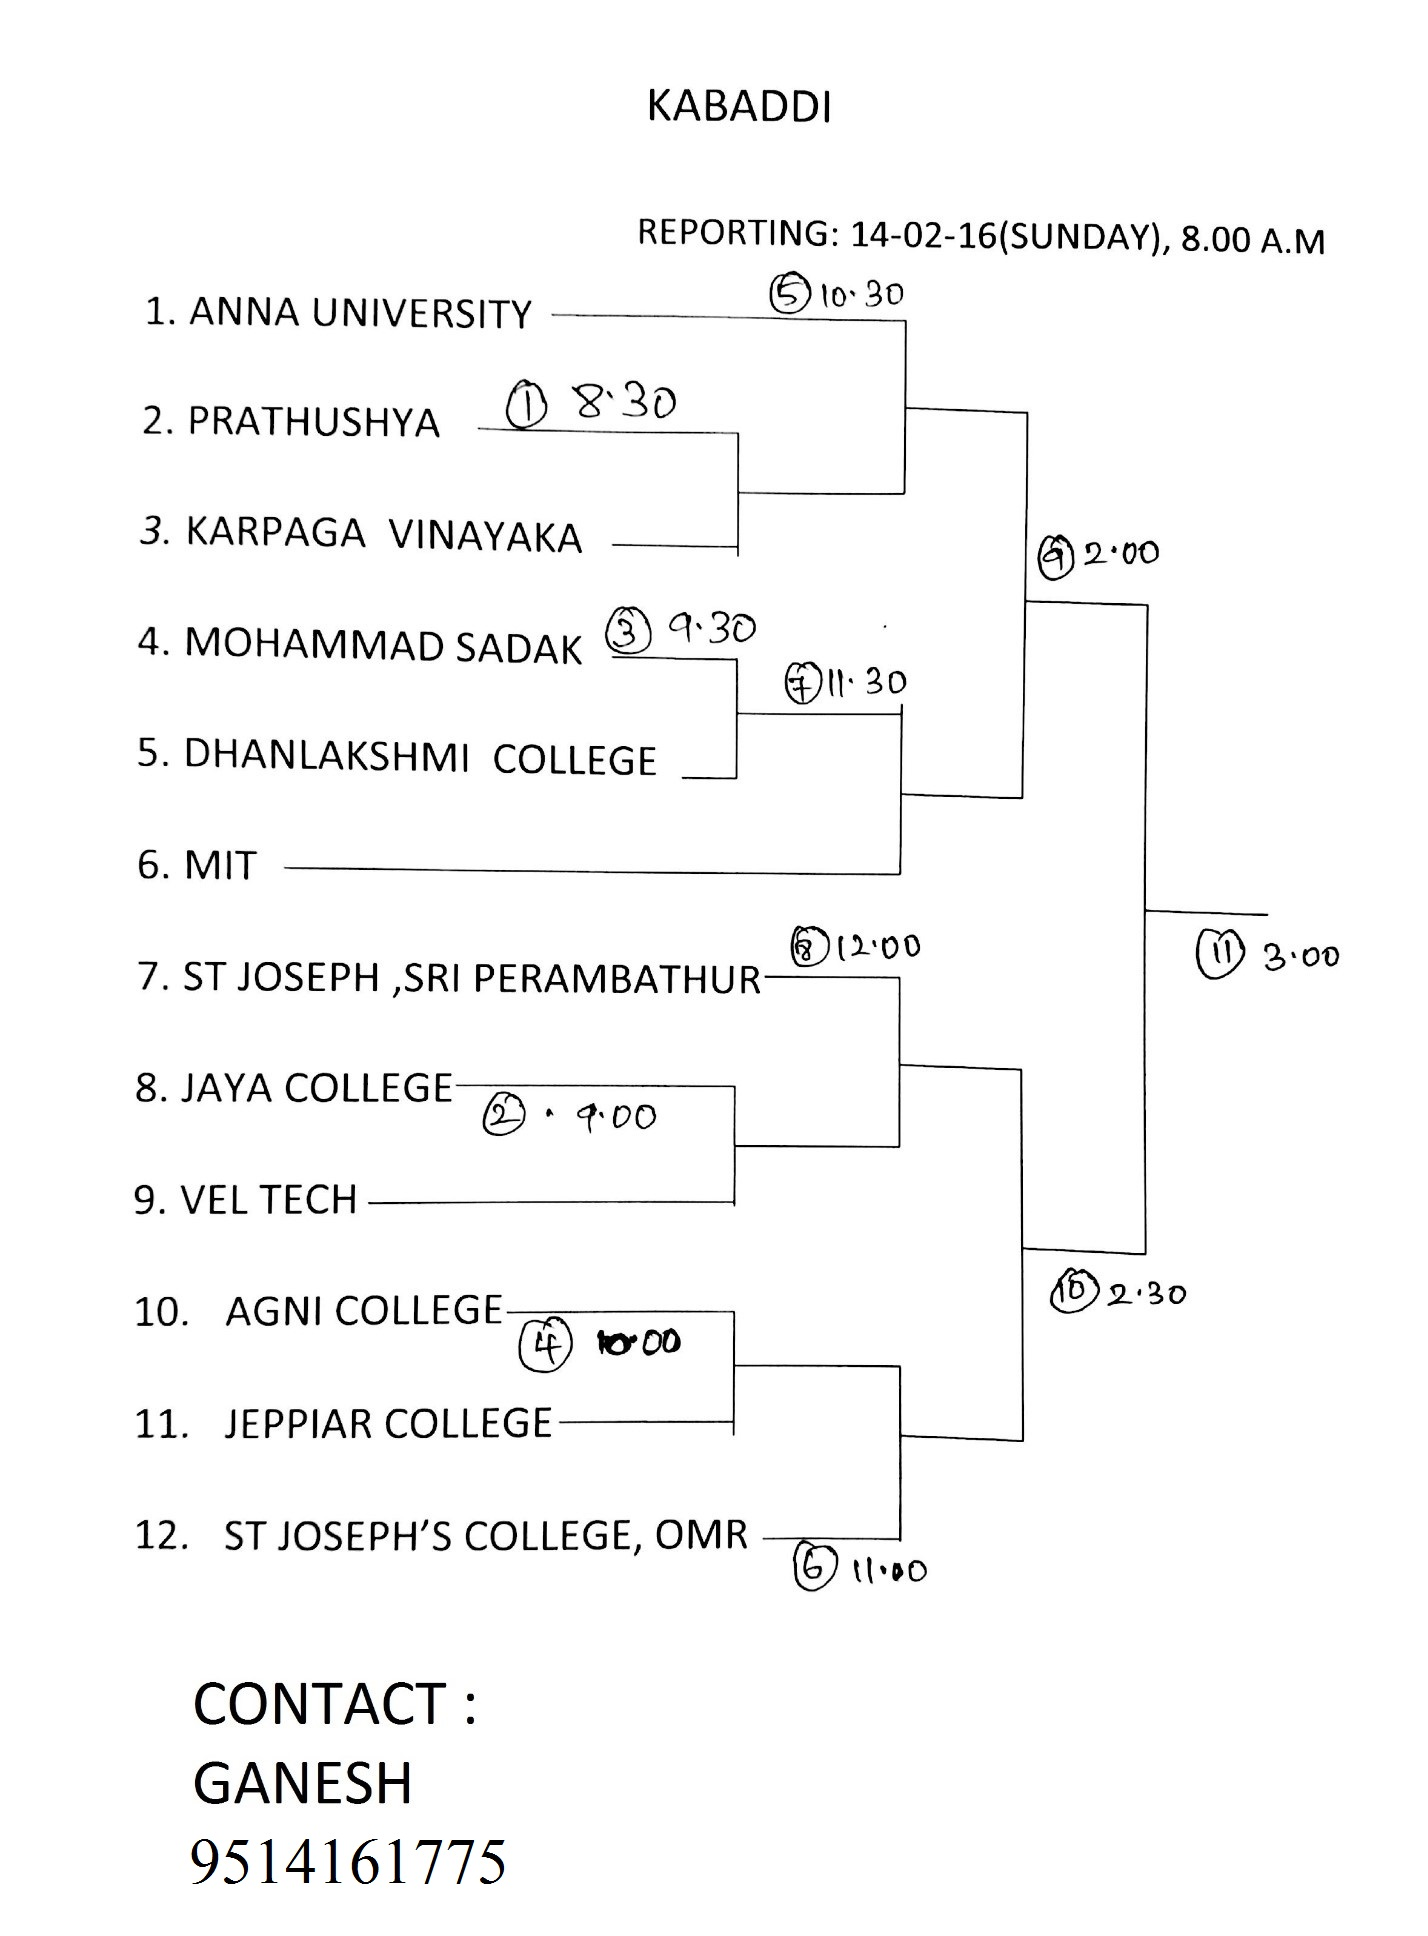 KABADDI
REPORTING: 14-02-16(SUNDAY), 8.00 A.M
⑤ 10.30
1. ANNA UNIVERSITY
① 8.30
2. PRATHUSHYA
3. KARPAGA VINAYAKA
⑨ 2.00
③ 9.30
4. MOHAMMAD SADAK
⑦ 11.30
5. DHANLAKSHMI COLLEGE
6. MIT
⑧ 12.00
⑪ 3.00
7. ST JOSEPH ,SRI PERAMBATHUR
8. JAYA COLLEGE
② . 9.00
9. VEL TECH
⑩ 2.30
10. AGNI COLLEGE
④ 10.00
11. JEPPIAR COLLEGE
12. ST JOSEPH’S COLLEGE, OMR
⑥ 11.00
CONTACT :
GANESH
9514161775